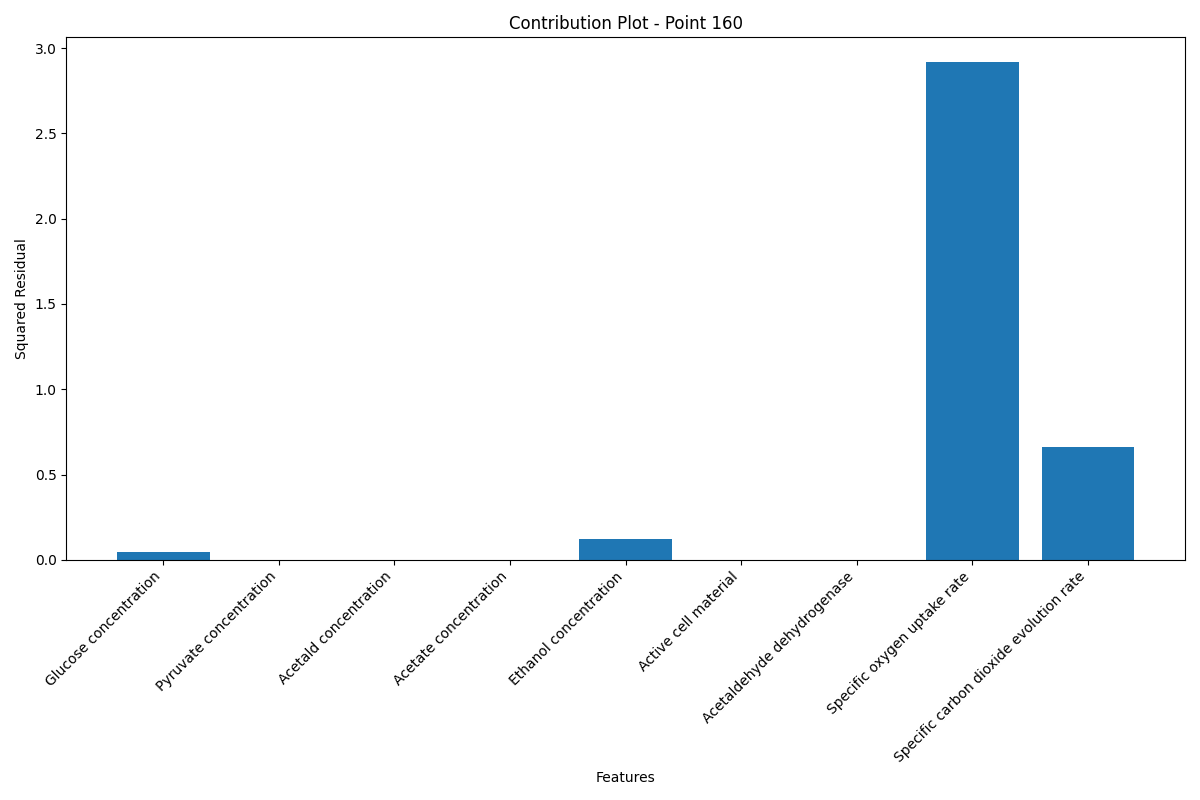 Contribution Plot - Point 160
3.0
2.5
2.0
1.5
1.0
0.5
0.0
Squared Residual
Glucose concentration
Pyruvate concentration
Acetald concentration
Acetate concentration
Ethanol concentration
Active cell material
Acetaldehyde dehydrogenase
Specific oxygen uptake rate
Specific carbon dioxide evolution rate
Features